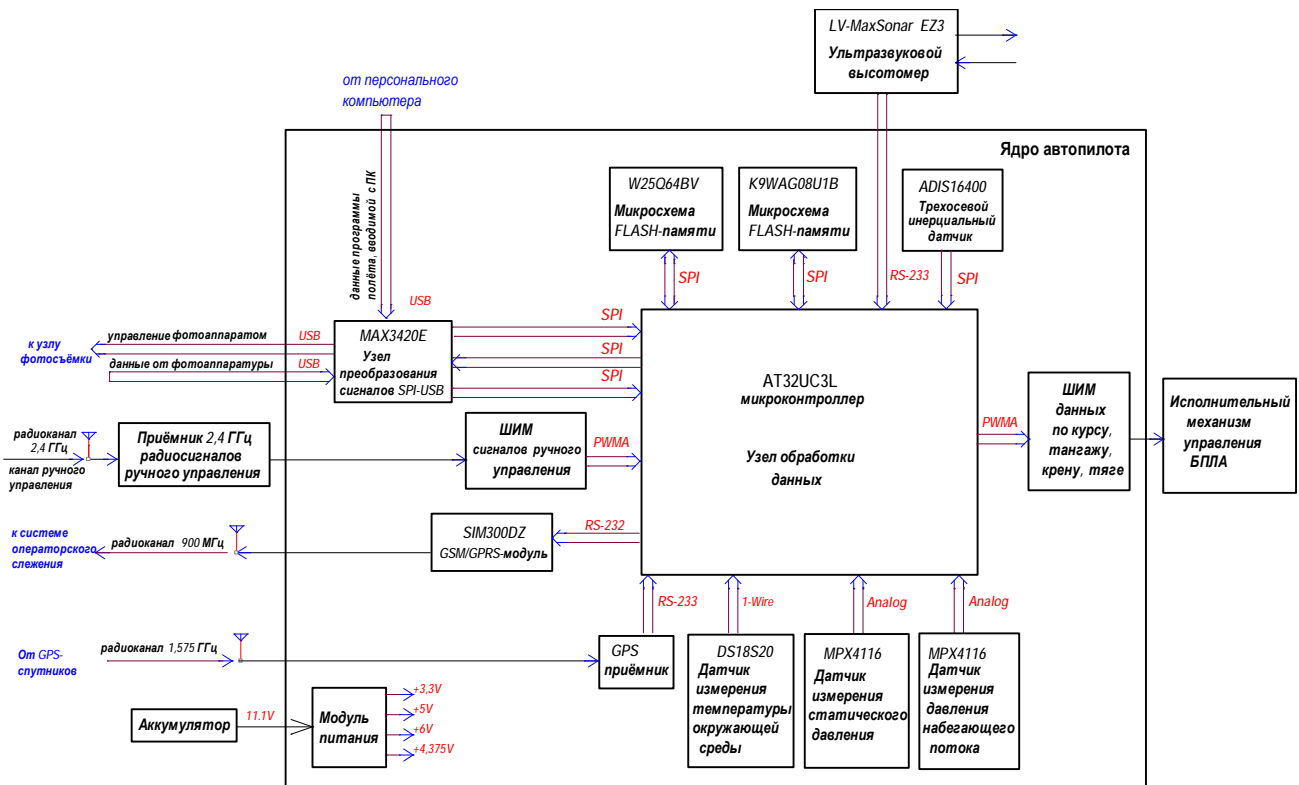 LV-MaxSonar EZ3
Ультразвуковой
высотомер
от персонального
компьютера
Ядро автопилота
данные программы
полёта, вводимой с ПК
USB
W25Q64BV
Микросхема
FLASH-памяти
SPI
K9WAG08U1B
Микросхема
FLASH-памяти
SPI
RS-233
ADIS16400
Трехосевой
инерциальный
датчик
SPI
к узлу
фотосъёмки
управление фотоаппаратом
USB
данные от фотоаппаратуры
USB
MAX3420E
Узел
преобразования
сигналов SPI-USB
SPI
SPI
SPI
AT32UC3L
микроконтроллер
Узел обработки
данных
PWMA
ШИМ
данных
по курсу,
тангажу,
крену, тяге
Исполнительный
механизм
управления
БПЛА
радиоканал
2,4 ГГц
канал ручного
управления
Приёмник 2,4 ГГц
радиосигналов
ручного управления
ШИМ
сигналов ручного
управления
PWMA
к системе
операторского
слежения
радиоканал 900 МГц
SIM300DZ
GSM/GPRS-модуль
RS-232
RS-233
1-Wire
Analog
Analog
От GPS-
спутников
радиоканал 1,575 ГГц
GPS
приёмник
DS18S20
Датчик
измерения
температуры
окружающей
среды
MPX4116
Датчик
измерения
статического
давления
MPX4116
Датчик
измерения
давления
набегающего
потока
Аккумулятор
11.1V
Модуль
питания
+3,3V
+5V
+6V
+4,375V